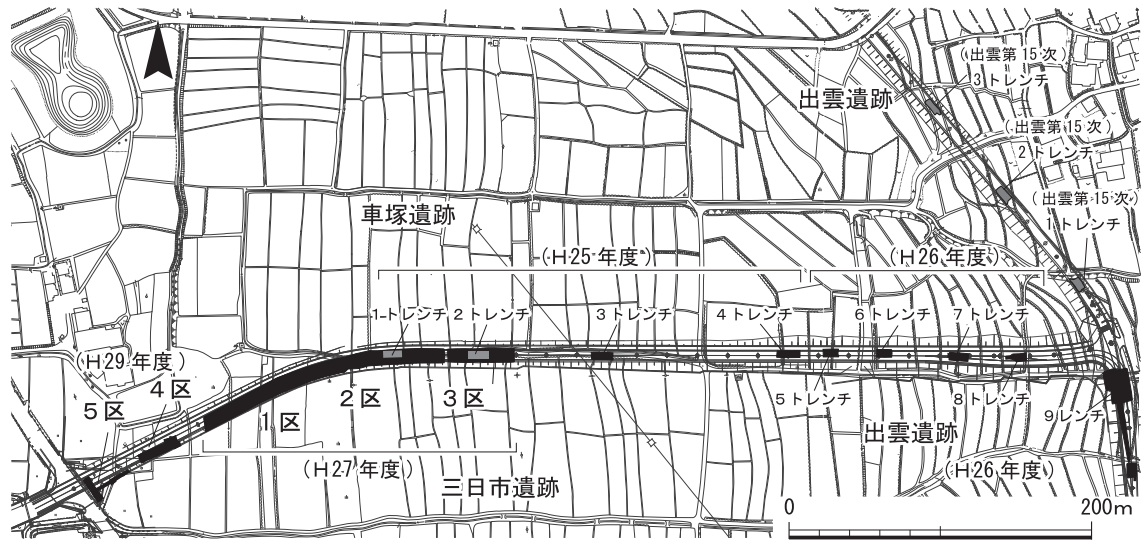 (出雲第15次)
3トレンチ
出雲遺跡
(出雲第15次)
2トレンチ
(出雲第15次)
1トレンチ
車塚遺跡
(H25年度)
(H26年度)
1トレンチ
2トレンチ
3トレンチ
4トレンチ
6トレンチ
7トレンチ
(H29年度)
4区
5区
1区
2区
3区
5トレンチ
8トレンチ
9レンチ
(H27年度)
出雲遺跡
三日市遺跡
(H26年度)
0
200m